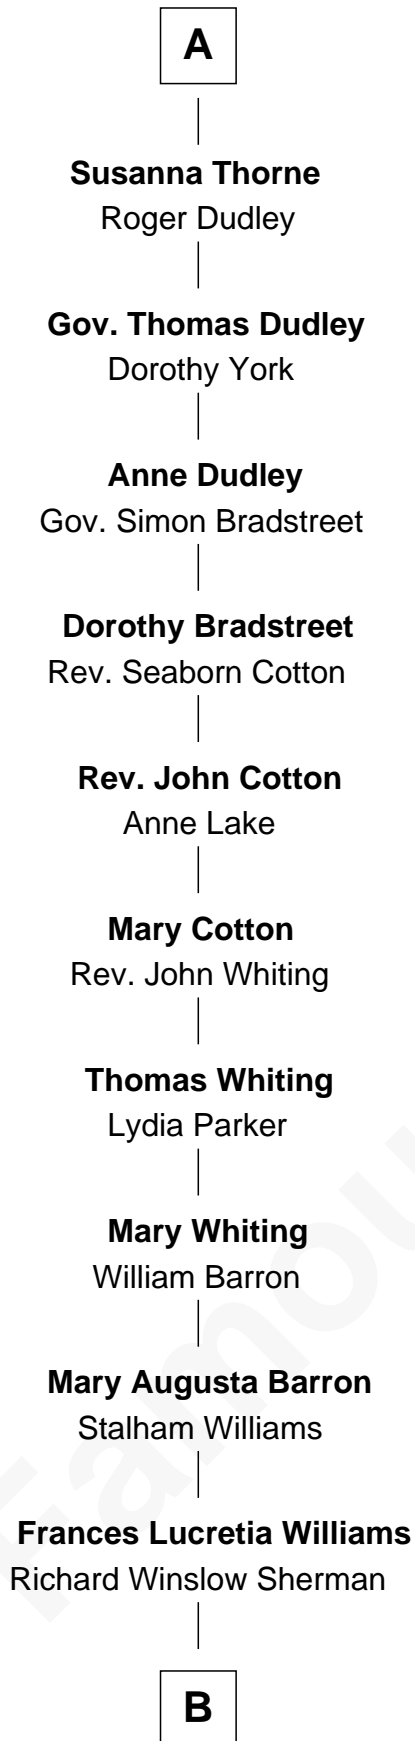 A
Susanna Thorne
Roger Dudley
Gov. Thomas Dudley
Dorothy York
Anne Dudley
Gov. Simon Bradstreet
Dorothy Bradstreet
Rev. Seaborn Cotton
Rev. John Cotton
Anne Lake
Mary Cotton
Rev. John Whiting
Thomas Whiting
Lydia Parker
Mary Whiting
William Barron
Mary Augusta Barron
Stalham Williams
Frances Lucretia Williams
Richard Winslow Sherman
B